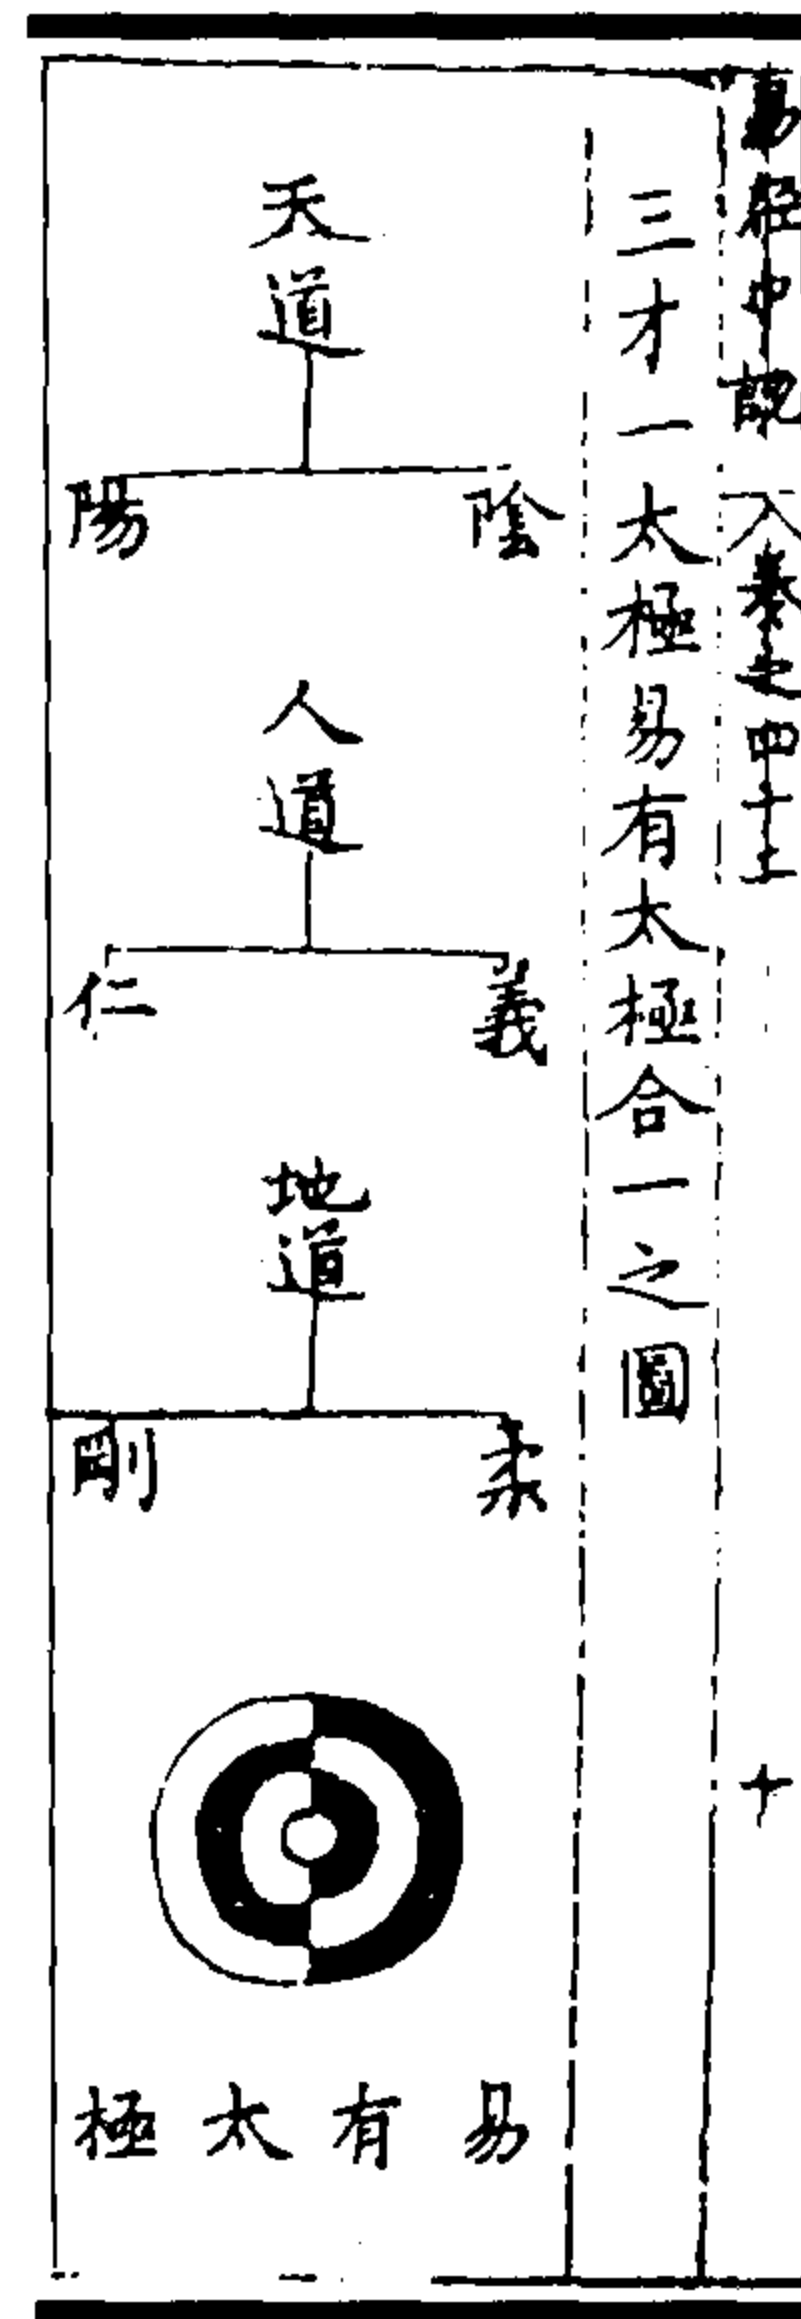 易經中說 卷之四十上
十
三才一太極易有太極合一之圖
天道
陰 陽
人道
義 仁
地道
柔 剛
易有太極